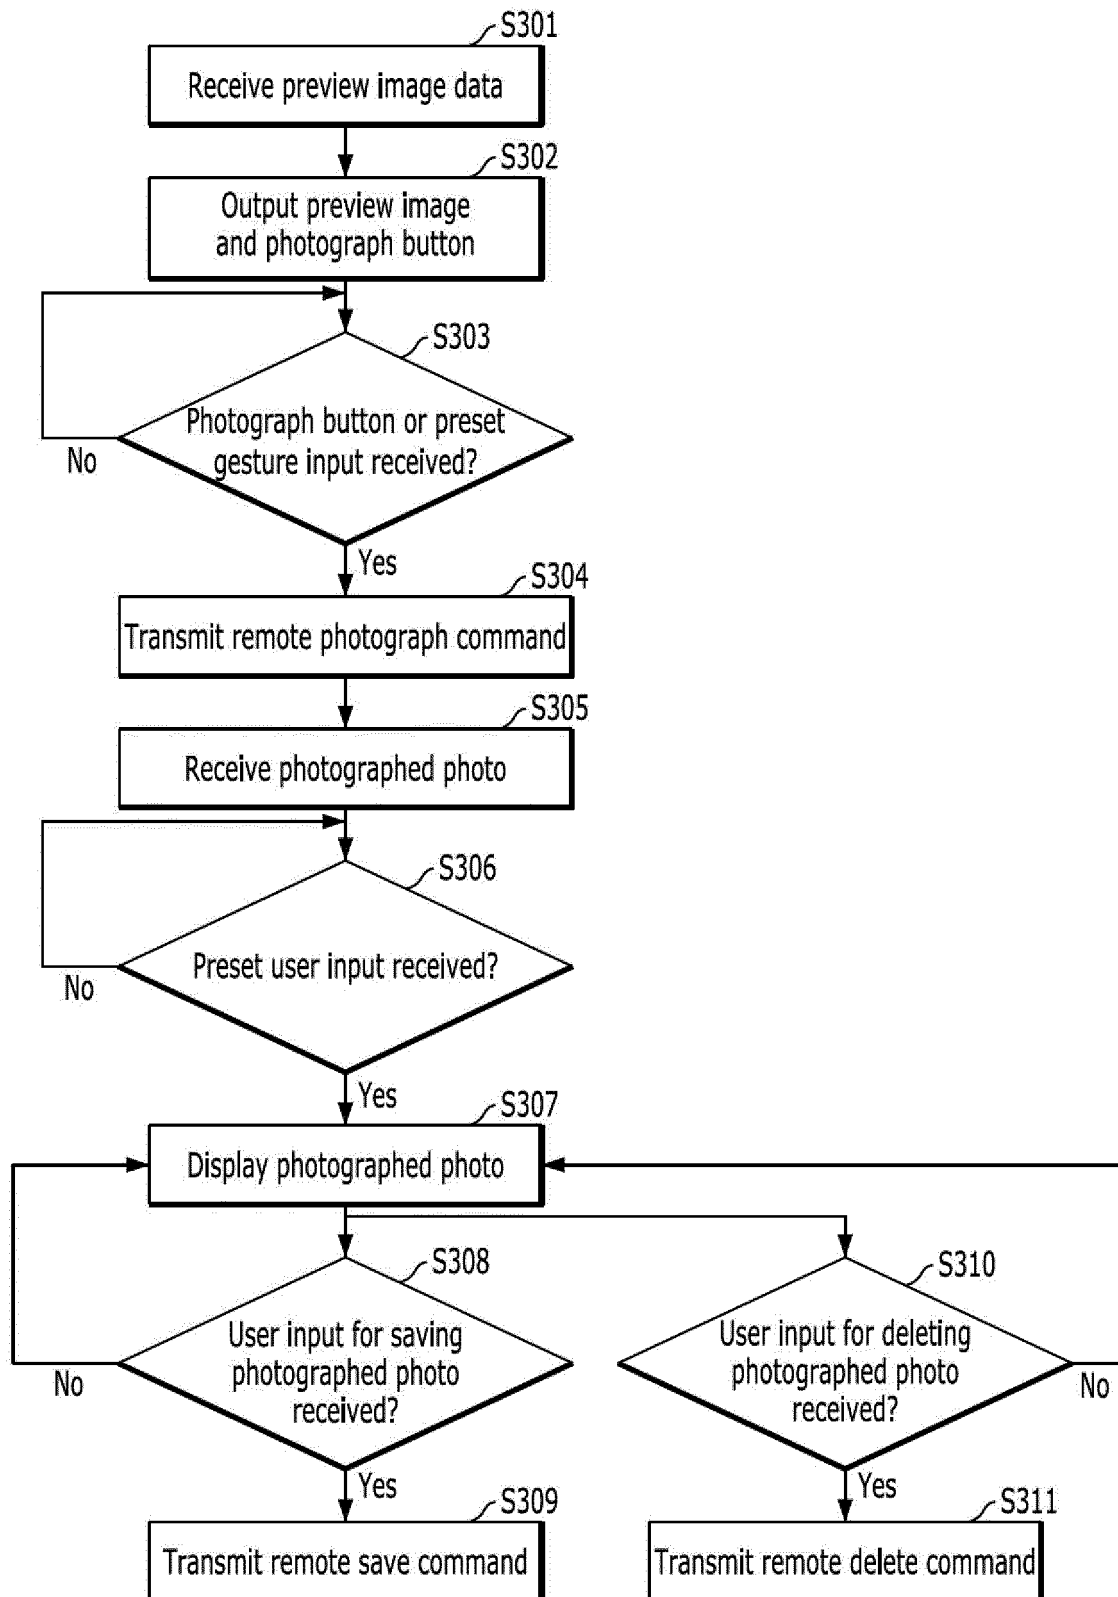 S301
Receive preview image data
S302
Output preview image
and photograph button
S303
Photograph button or preset
gesture input received?
No
Yes
S304
Transmit remote photograph command
S305
Receive photographed photo
S306
Preset user input received?
No
Yes
S307
Display photographed photo
S308
User input for saving
photographed photo
received?
No
Yes
S309
Transmit remote save command
S310
User input for deleting
photographed photo
received?
No
Yes
S311
Transmit remote delete command